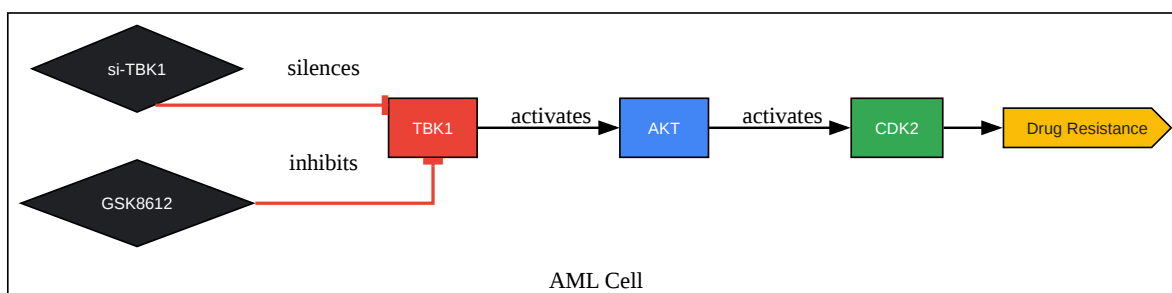 si-TBK1
silences
TBK1
activates
AKT
activates
CDK2
Drug Resistance
inhibits
GSK8612
AML Cell